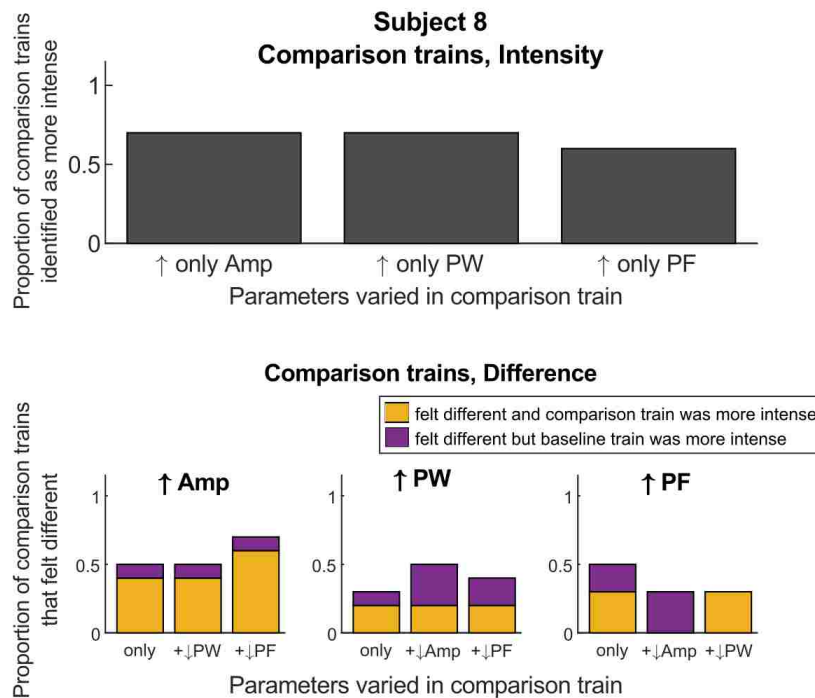 Subject 8
Comparison trains, Intensity
Proportion of comparison trains
identified as more intense
1
0.5
0
↑ only Amp
↑ only PW
↑ only PF
Parameters varied in comparison train
Comparison trains, Difference
felt different and comparison train was more intense
felt different but baseline train was more intense
Proportion of comparison trains
that felt different
↑ Amp
1
0.5
0
only
+↓PW
+↓PF
↑ PW
1
0.5
0
only
+↓Amp
+↓PF
↑ PF
1
0.5
0
only
+↓Amp
+↓PW
Parameters varied in comparison train